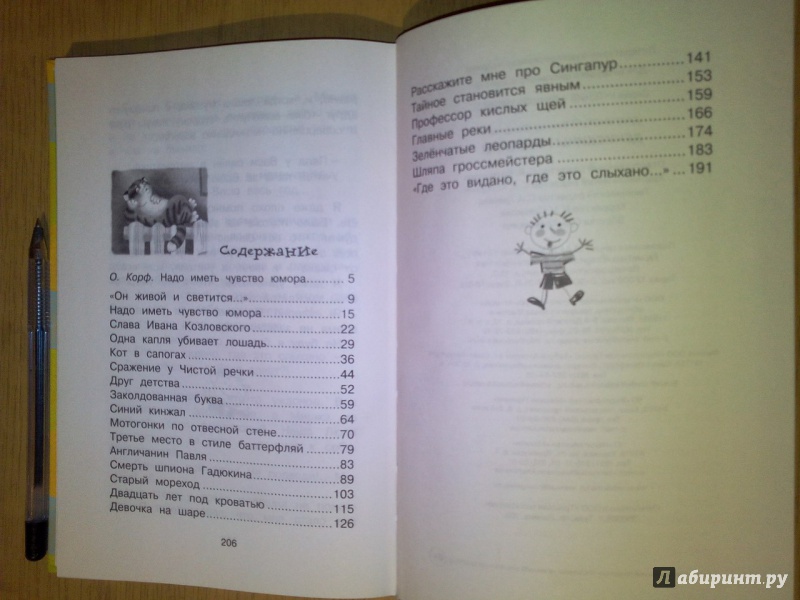 Содержание
О. Корф. Надо иметь чувство юмора.......... 5
«Он живой и светится...» .......................... 9
Надо иметь чувство юмора ......................15
Слава Ивана Козловского ........................22
Одна капля убивает лошадь.....................29
Кот в сапогах ............................................36
Сражение у Чистой речки ........................44
Друг детства .............................................52
Заколдованная буква ...............................59
Синий кинжал ...........................................64
Мотогонки по отвесной стене...................70
Третье место в стиле баттерфляй ............79
Англичанин Павля ....................................83
Смерть шпиона Гадюкина........................89
Старый мореход .....................................103
Двадцать лет под кроватью ...................115
Девочка на шаре.....................................126
206
Расскажите мне про Сингапур...............141
Тайное становится явным ......................153
Профессор кислых щей .........................159
Главные реки ..........................................166
Зелёнчатые леопарды ............................174
Шляпа гроссмейстера ............................183
«Где это видано, где это слыхано...» ...191
Лабиринт.ру